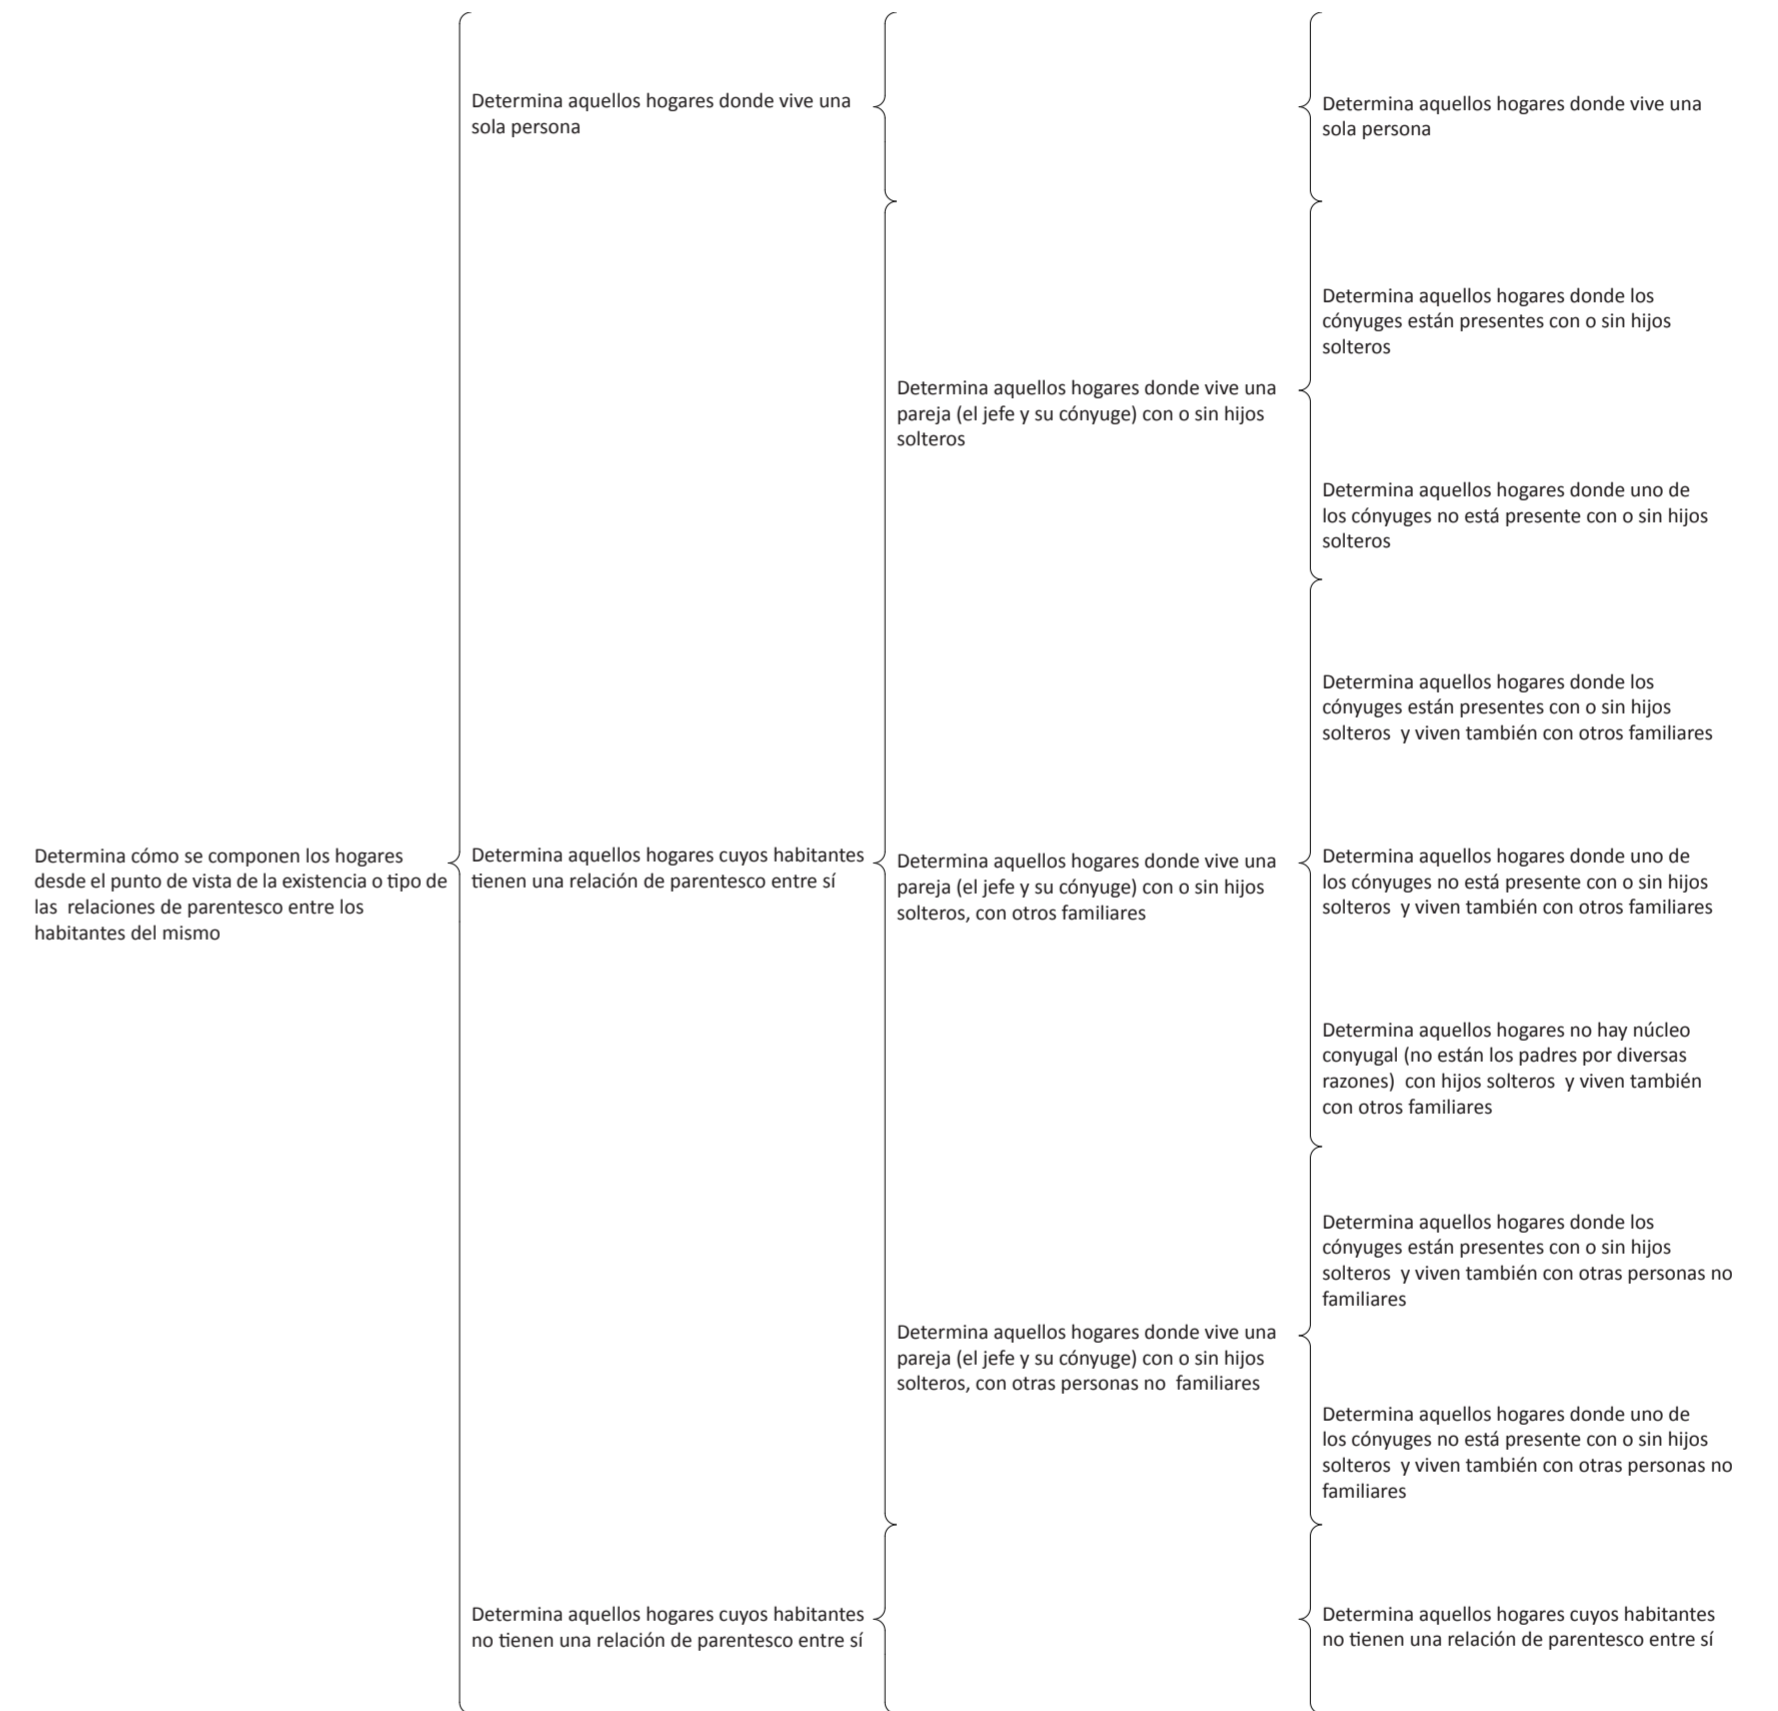 Determina cómo se componen los hogares
desde el punto de vista de la existencia o tipo de
las relaciones de parentesco entre los
habitantes del mismo
Determina aquellos hogares donde vive una
sola persona
Determina aquellos hogares cuyos habitantes
tienen una relación de parentesco entre sí
Determina aquellos hogares cuyos habitantes
no tienen una relación de parentesco entre sí
Determina aquellos hogares donde vive una
pareja (el jefe y su cónyuge) con o sin hijos
solteros
Determina aquellos hogares donde vive una
pareja (el jefe y su cónyuge) con o sin hijos
solteros, con otros familiares
Determina aquellos hogares donde vive una
pareja (el jefe y su cónyuge) con o sin hijos
solteros, con otras personas no familiares
Determina aquellos hogares donde vive una
sola persona
Determina aquellos hogares donde los
cónyuges están presentes con o sin hijos
solteros
Determina aquellos hogares donde uno de
los cónyuges no está presente con o sin hijos
solteros
Determina aquellos hogares donde los
cónyuges están presentes con o sin hijos
solteros y viven también con otros familiares
Determina aquellos hogares donde uno de
los cónyuges no está presente con o sin hijos
solteros y viven también con otros familiares
Determina aquellos hogares no hay núcleo
conyugal (no están los padres por diversas
razones) con hijos solteros y viven también
con otros familiares
Determina aquellos hogares donde los
cónyuges están presentes con o sin hijos
solteros y viven también con otras personas no
familiares
Determina aquellos hogares donde uno de
los cónyuges no está presente con o sin hijos
solteros y viven también con otras personas no
familiares
Determina aquellos hogares cuyos habitantes
no tienen una relación de parentesco entre sí